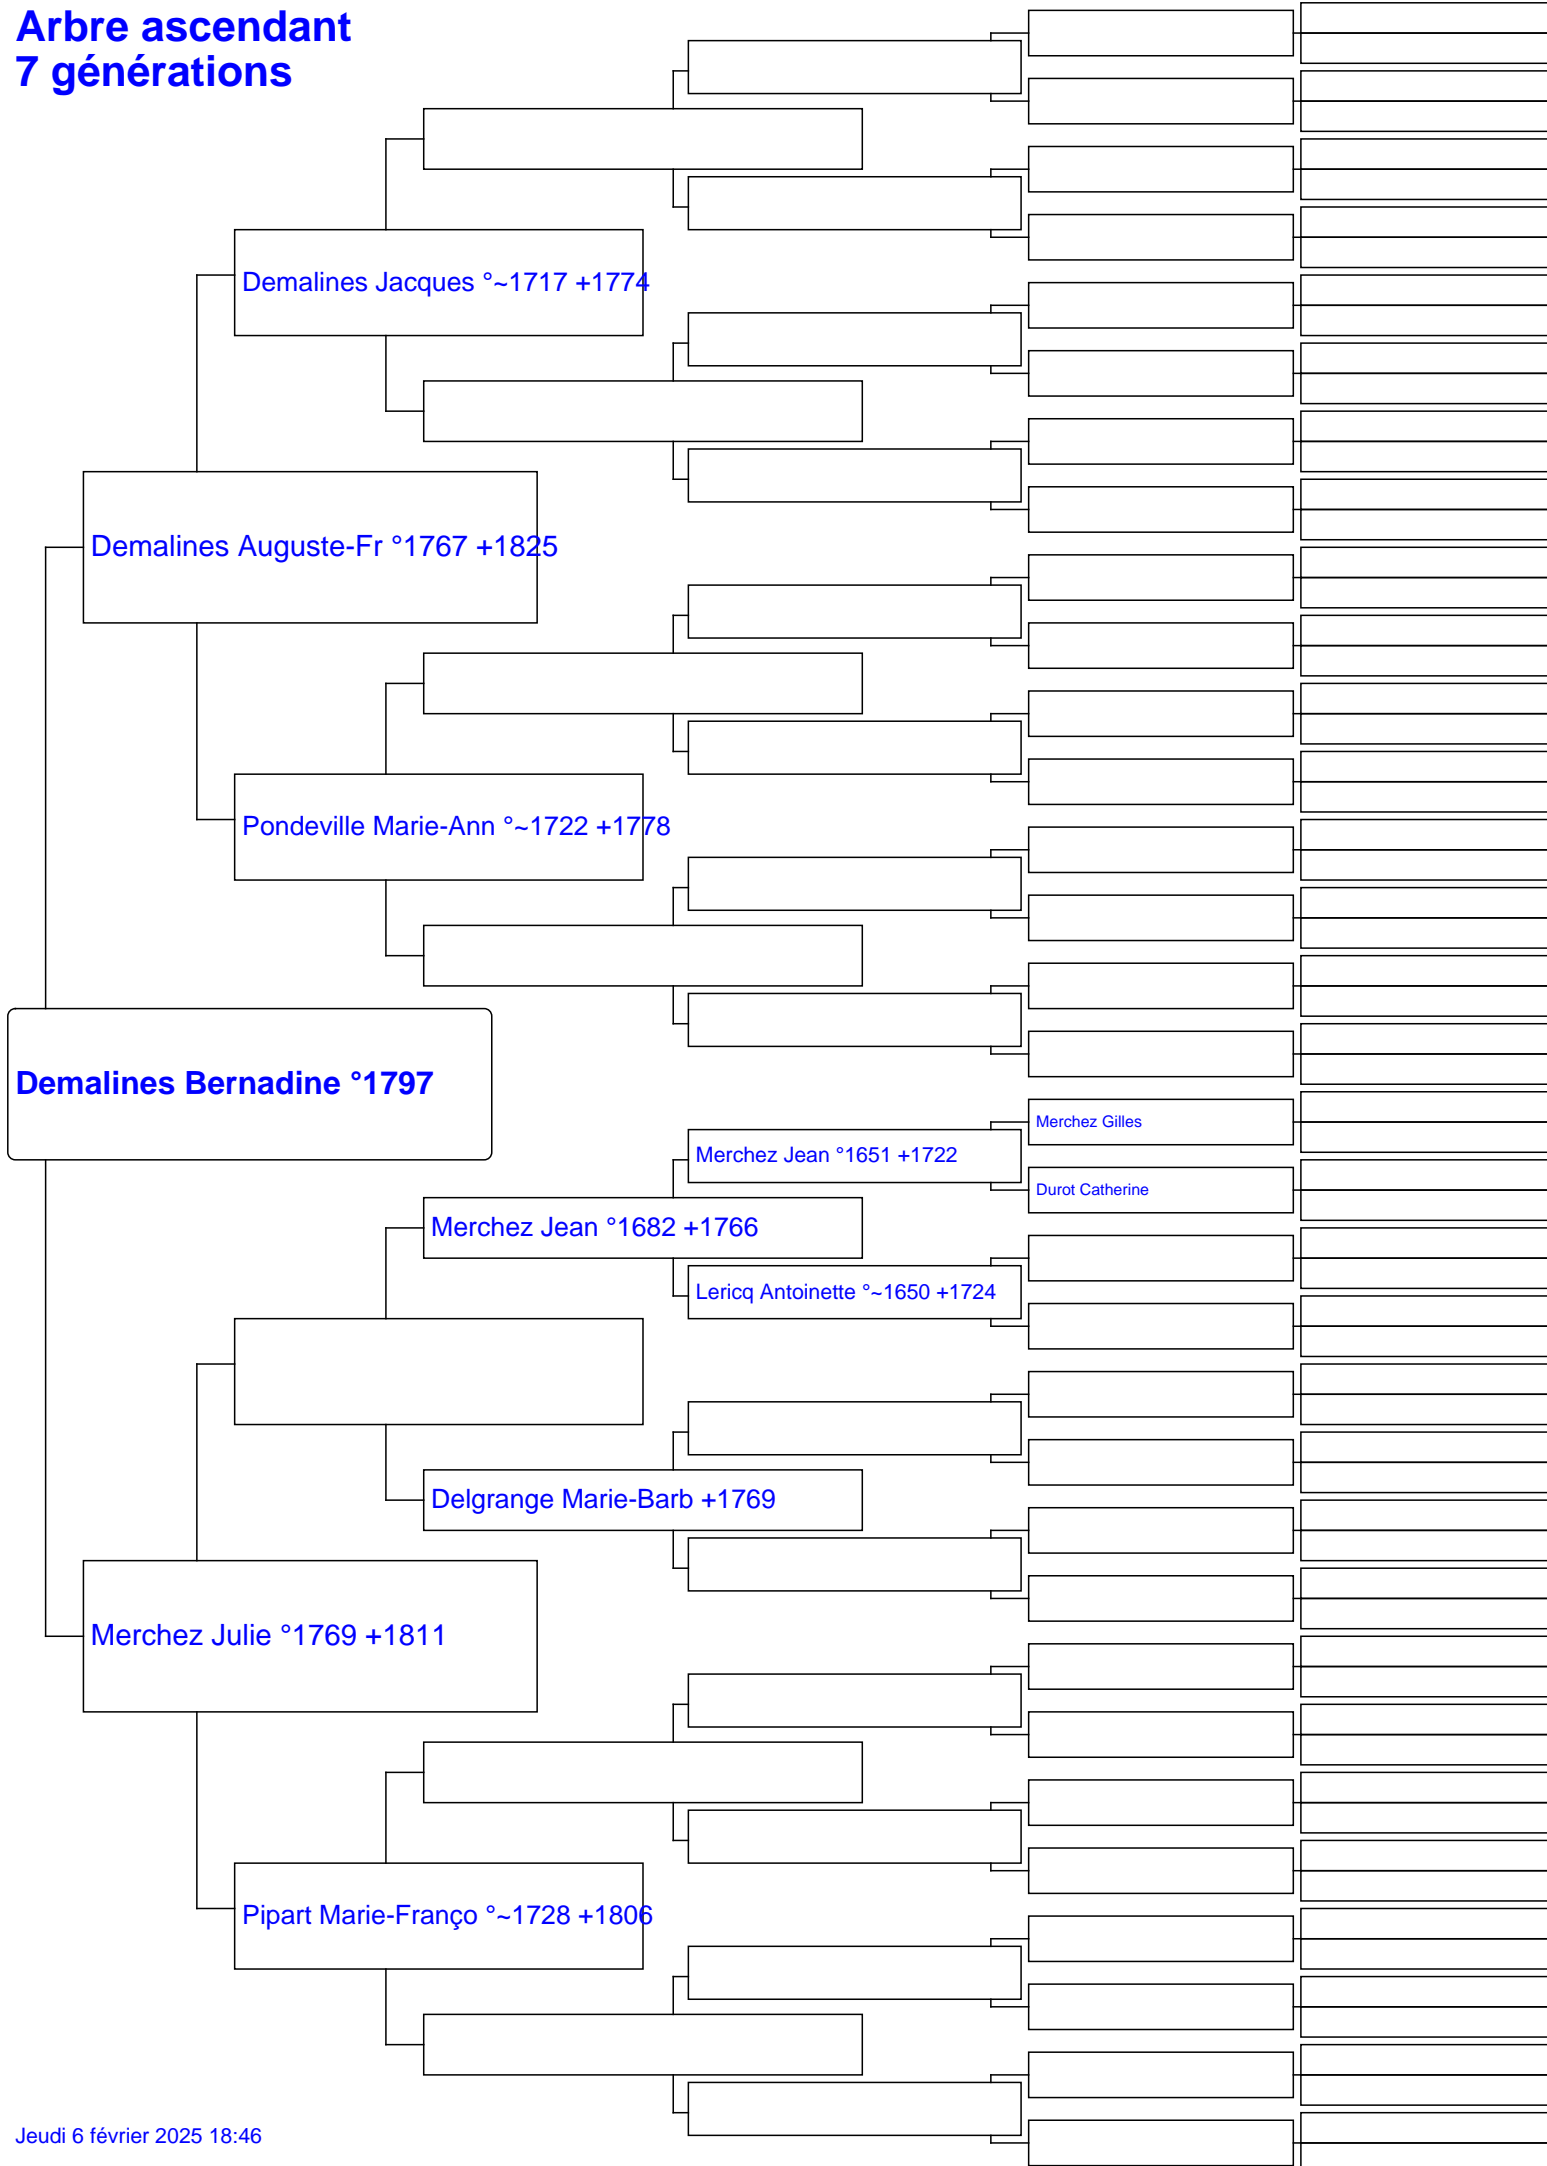 Arbre ascendant
7 générations
Demalines Jacques °~1717 +1774
Demalines Auguste-Fr °1767 +1825
Pondeville Marie-Ann °~1722 +1778
Demalines Bernadine °1797
Merchez Gilles
Merchez Jean °1651 +1722
Durot Catherine
Merchez Jean °1682 +1766
Lericq Antoinette °~1650 +1724
Delgrange Marie-Barb +1769
Merchez Julie °1769 +1811
Pipart Marie-Franço °~1728 +1806
Jeudi 6 février 2025 18:46